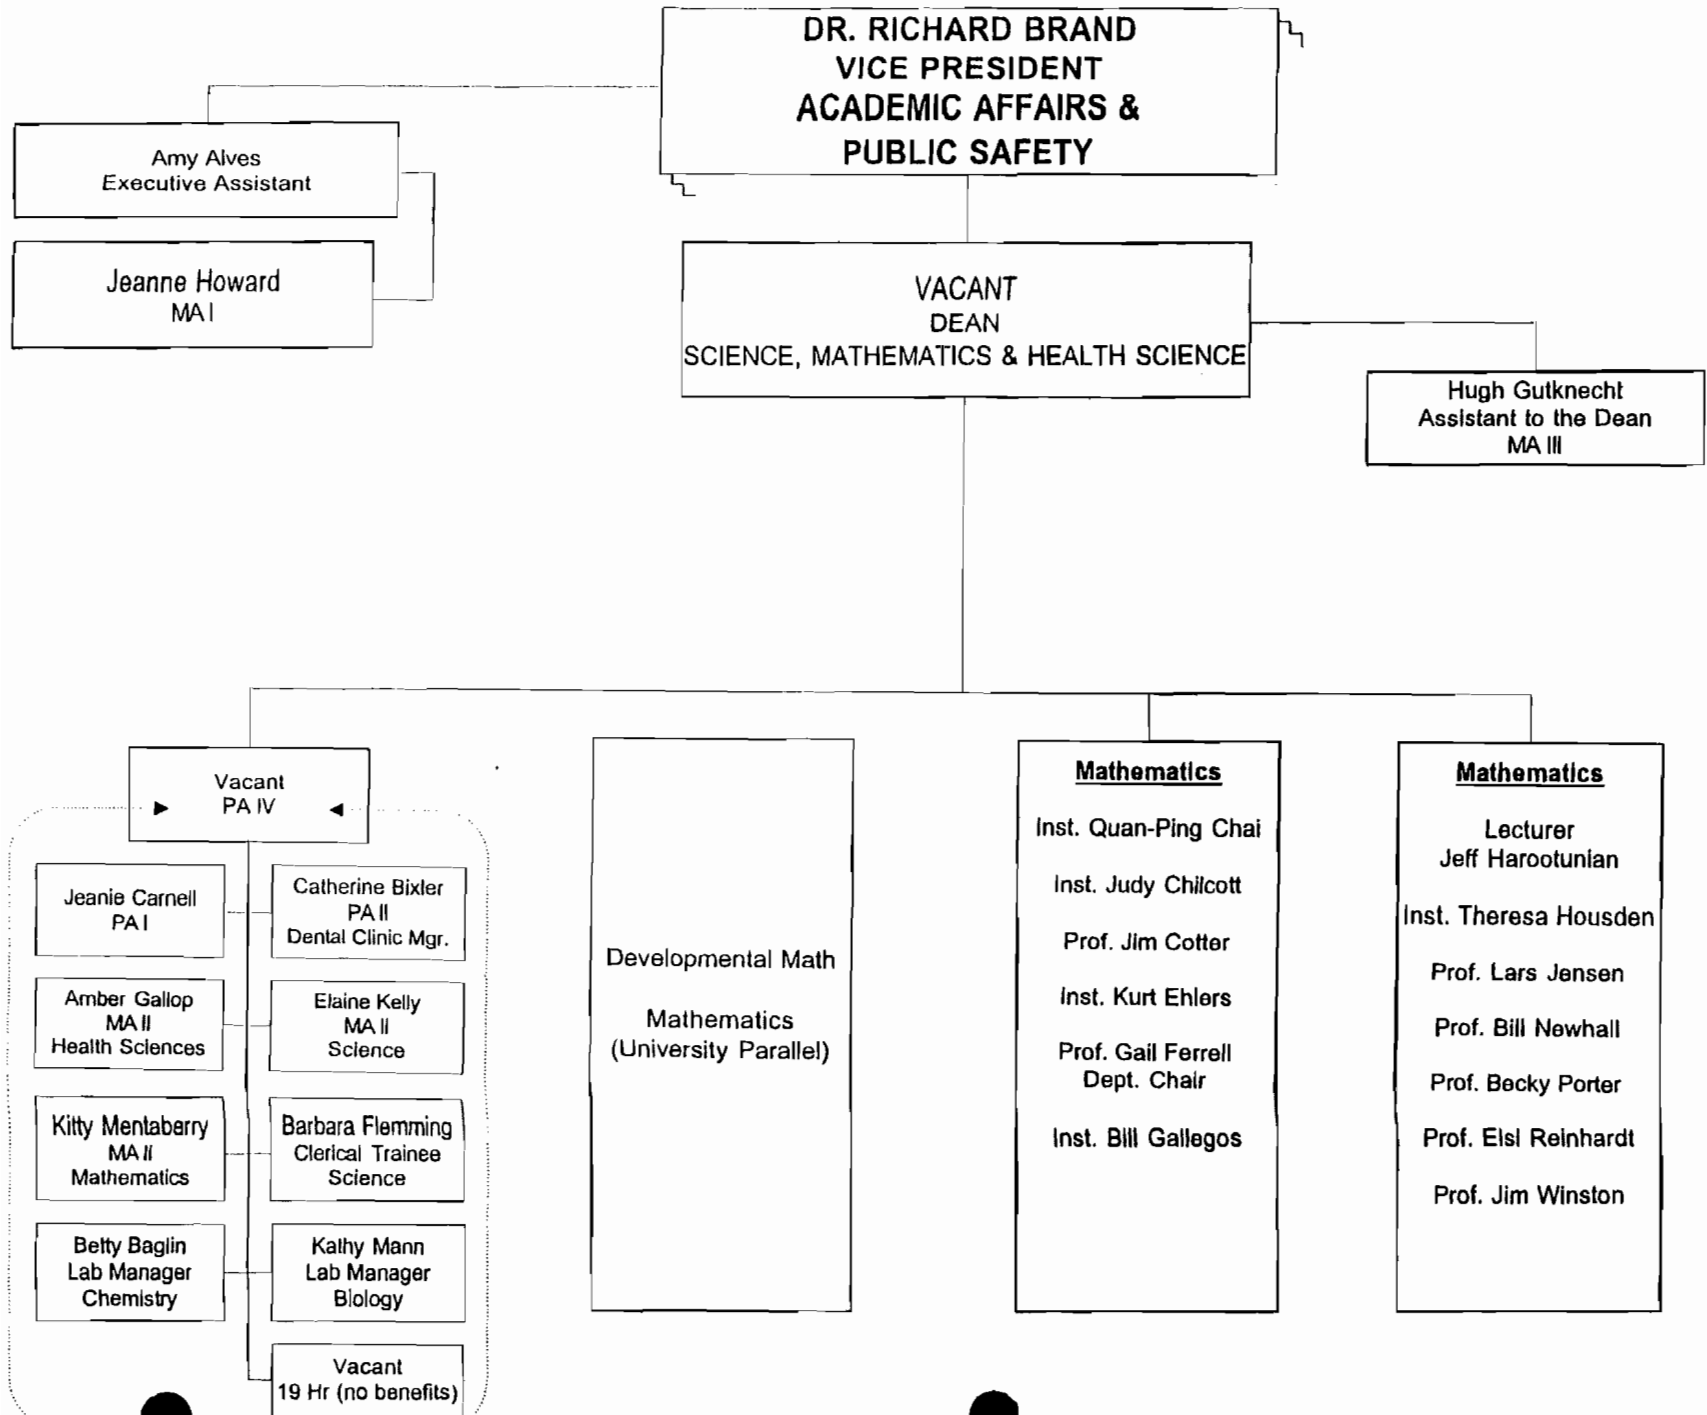 DR. RICHARD BRAND
VICE PRESIDENT
ACADEMIC AFFAIRS &
PUBLIC SAFETY
Amy Alves
Executive Assistant
Jeanne Howard
MA I
VACANT
DEAN
SCIENCE, MATHEMATICS & HEALTH SCIENCE
Hugh Gutknecht
Assistant to the Dean
MA III
Vacant
PA IV
Jeanie Carnell
PA I
Catherine Bixler
PA II
Dental Clinic Mgr.
Amber Gallop
MA II
Health Sciences
Elaine Kelly
MA II
Science
Kitty Mentaberry
MA II
Mathematics
Barbara Flemming
Clerical Trainee
Science
Betty Baglin
Lab Manager
Chemistry
Kathy Mann
Lab Manager
Biology
Vacant
19 Hr (no benefits)
Developmental Math
Mathematics
(University Parallel)
Mathematics
Inst. Quan-Ping Chai
Inst. Judy Chilcott
Prof. Jim Cotter
Inst. Kurt Ehlers
Prof. Gail Ferrell
Dept. Chair
Inst. Bill Gallegos
Mathematics
Lecturer
Jeff Harootunian
Inst. Theresa Housden
Prof. Lars Jensen
Prof. Bill Newhall
Prof. Becky Porter
Prof. Elsi Reinhardt
Prof. Jim Winston